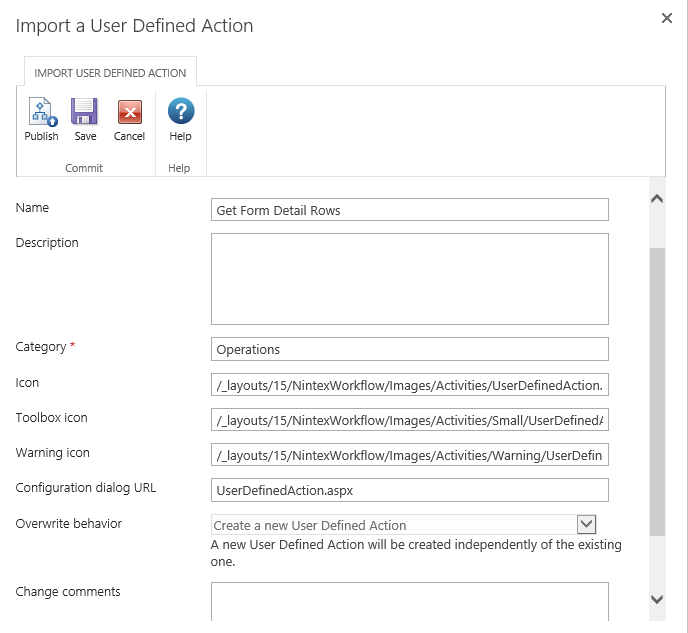 Import a User Defined Action
IMPORT USER DEFINED ACTION
Publish
Save
Cancel
Help
Commit
Help
Name
Get Form Detail Rows
Description
Category *
Operations
Icon
/_layouts/15/NintexWorkflow/Images/Activities/UserDefinedAction.
Toolbox icon
/_layouts/15/NintexWorkflow/Images/Activities/Small/UserDefinedA
Warning icon
/_layouts/15/NintexWorkflow/Images/Activities/Warning/UserDefin
Configuration dialog URL
UserDefinedAction.aspx
Overwrite behavior
Create a new User Defined Action
A new User Defined Action will be created independently of the existing
one.
Change comments